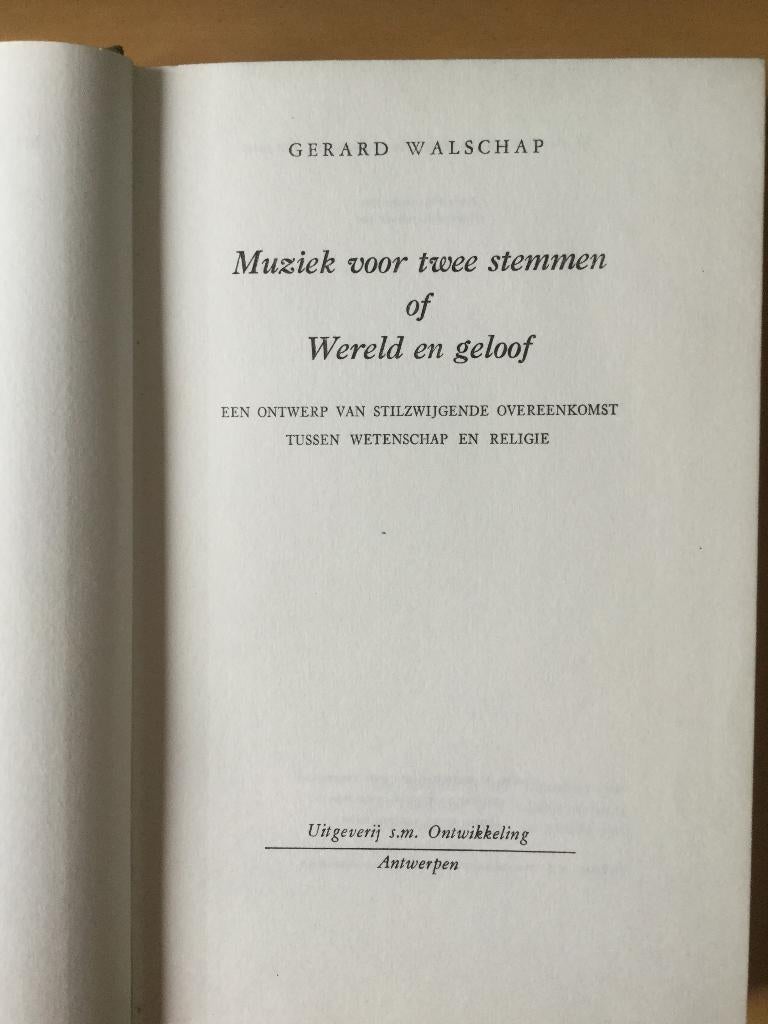 GERARD WALSCHAP
Muziek voor twee stemmen
of
Wereld en geloof
EEN ONTWERP VAN STILZWIJGENDE OVEREENKOMST
TUSSEN WETENSCHAP EN RELIGIE
Uitgeverij s.m. Ontwikkeling
Antwerpen